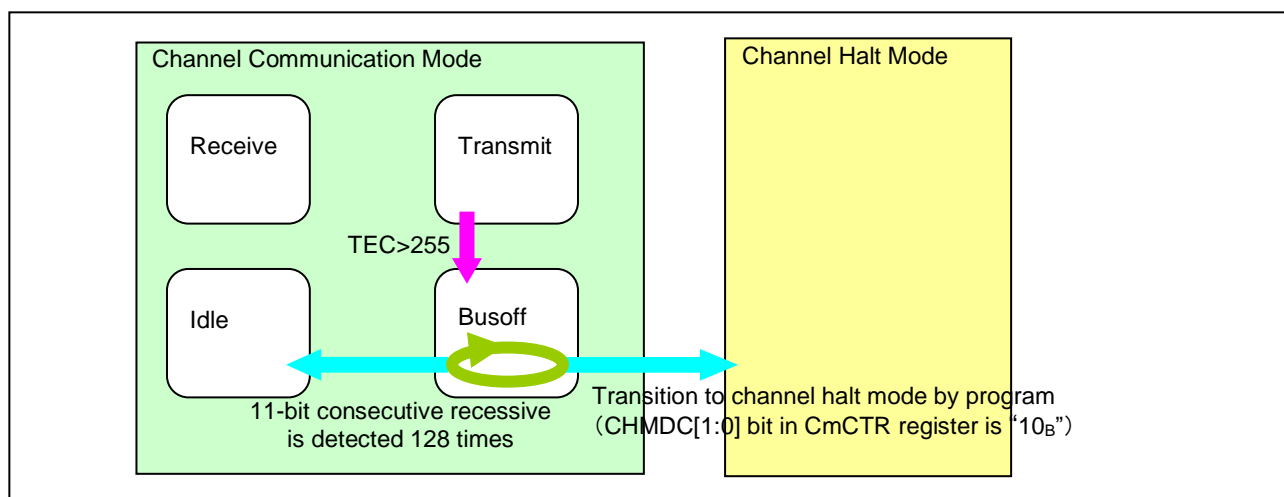 Channel Communication Mode
Channel Halt Mode
Receive
Transmit
TEC>255
Idle
Busoff
11-bit consecutive recessive
is detected 128 times
Transition to channel halt mode by program
（CHMDC[1:0] bit in CmCTR register is “10B”）